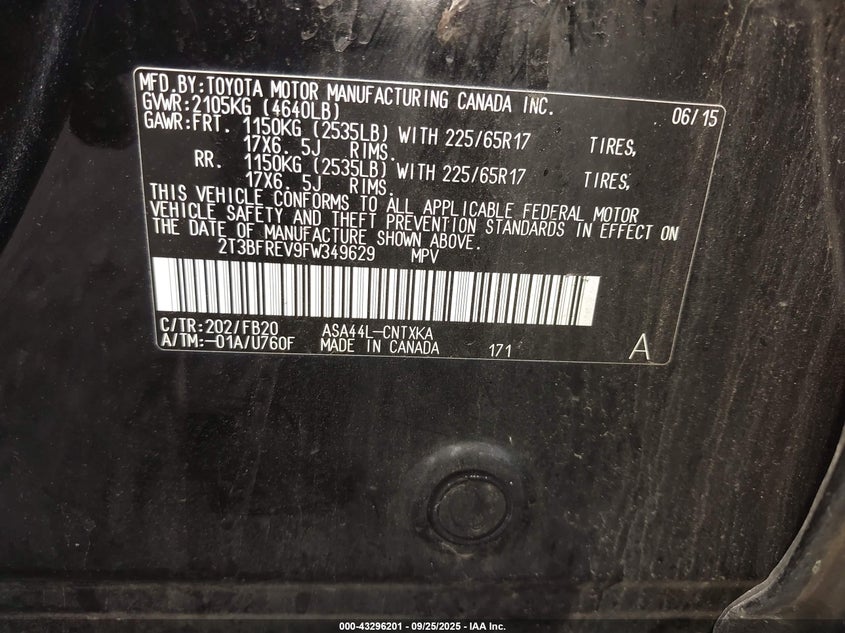 MFD.BY:TOYOTA MOTOR MANUFACTURING CANADA INC. 06/15
GVWR:2105KG (4640LB)
GAWR:FRT. 1150KG (2535LB) WITH 225/65R17 TIRES,
17X6. 5J RIMS.
RR. 1150KG (2535LB) WITH 225/65R17 TIRES,
17X6. 5J RIMS.
THIS VEHICLE CONFORMS TO ALL APPLICABLE FEDERAL MOTOR
VEHICLE SAFETY AND THEFT PREVENTION STANDARDS IN EFFECT ON
THE DATE OF MANUFACTURE SHOWN ABOVE.
2T3BFREV9FW349629 MPV
C/TR:202/FB20 ASA44L-CNTXKA
A/TM:-01A/U760F MADE IN CANADA 171 A
000-43296201 - 09/25/2025 - IAA Inc.